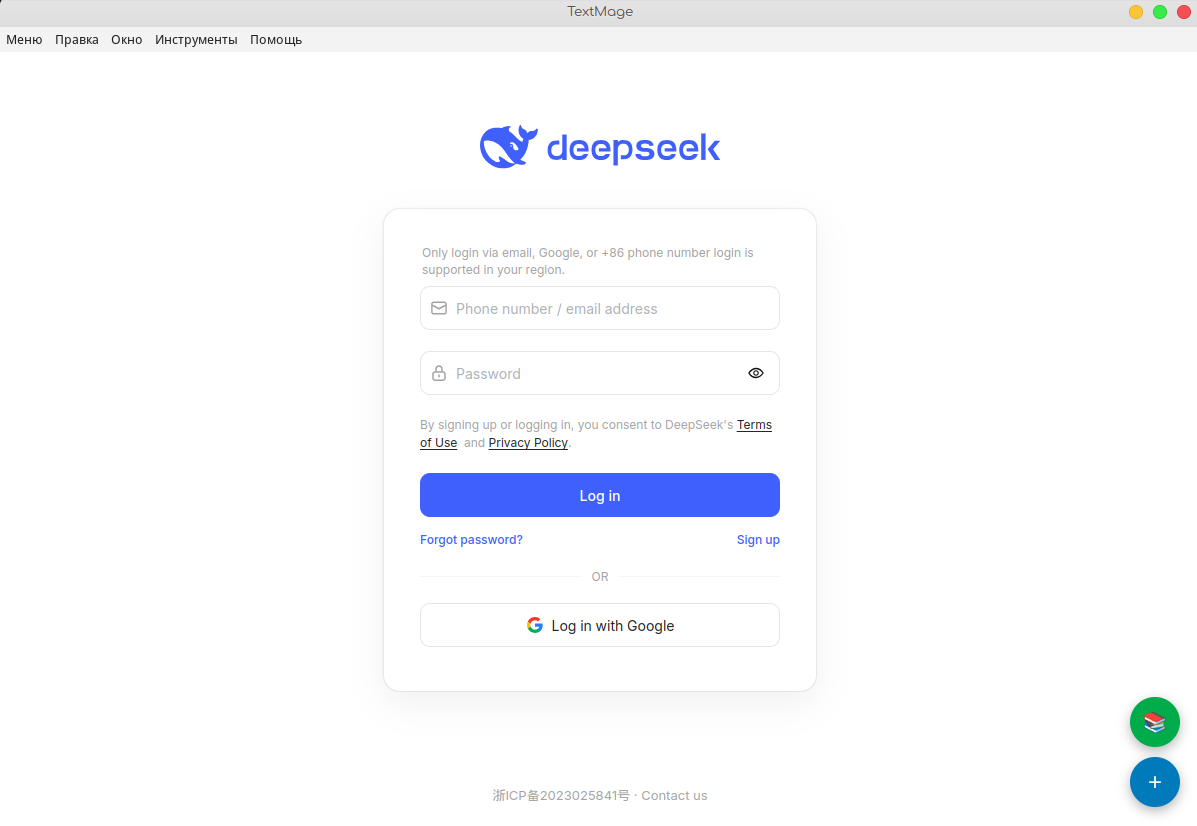 TextMage
Меню Правка Окно Инструменты Помощь
deepseek
Only login via email, Google, or +86 phone number login is
supported in your region.
Phone number / email address
Password
By signing up or logging in, you consent to DeepSeek's Terms
of Use and Privacy Policy.
Log in
Forgot password? Sign up
OR
Log in with Google
浙ICP备2023025841号 · Contact us